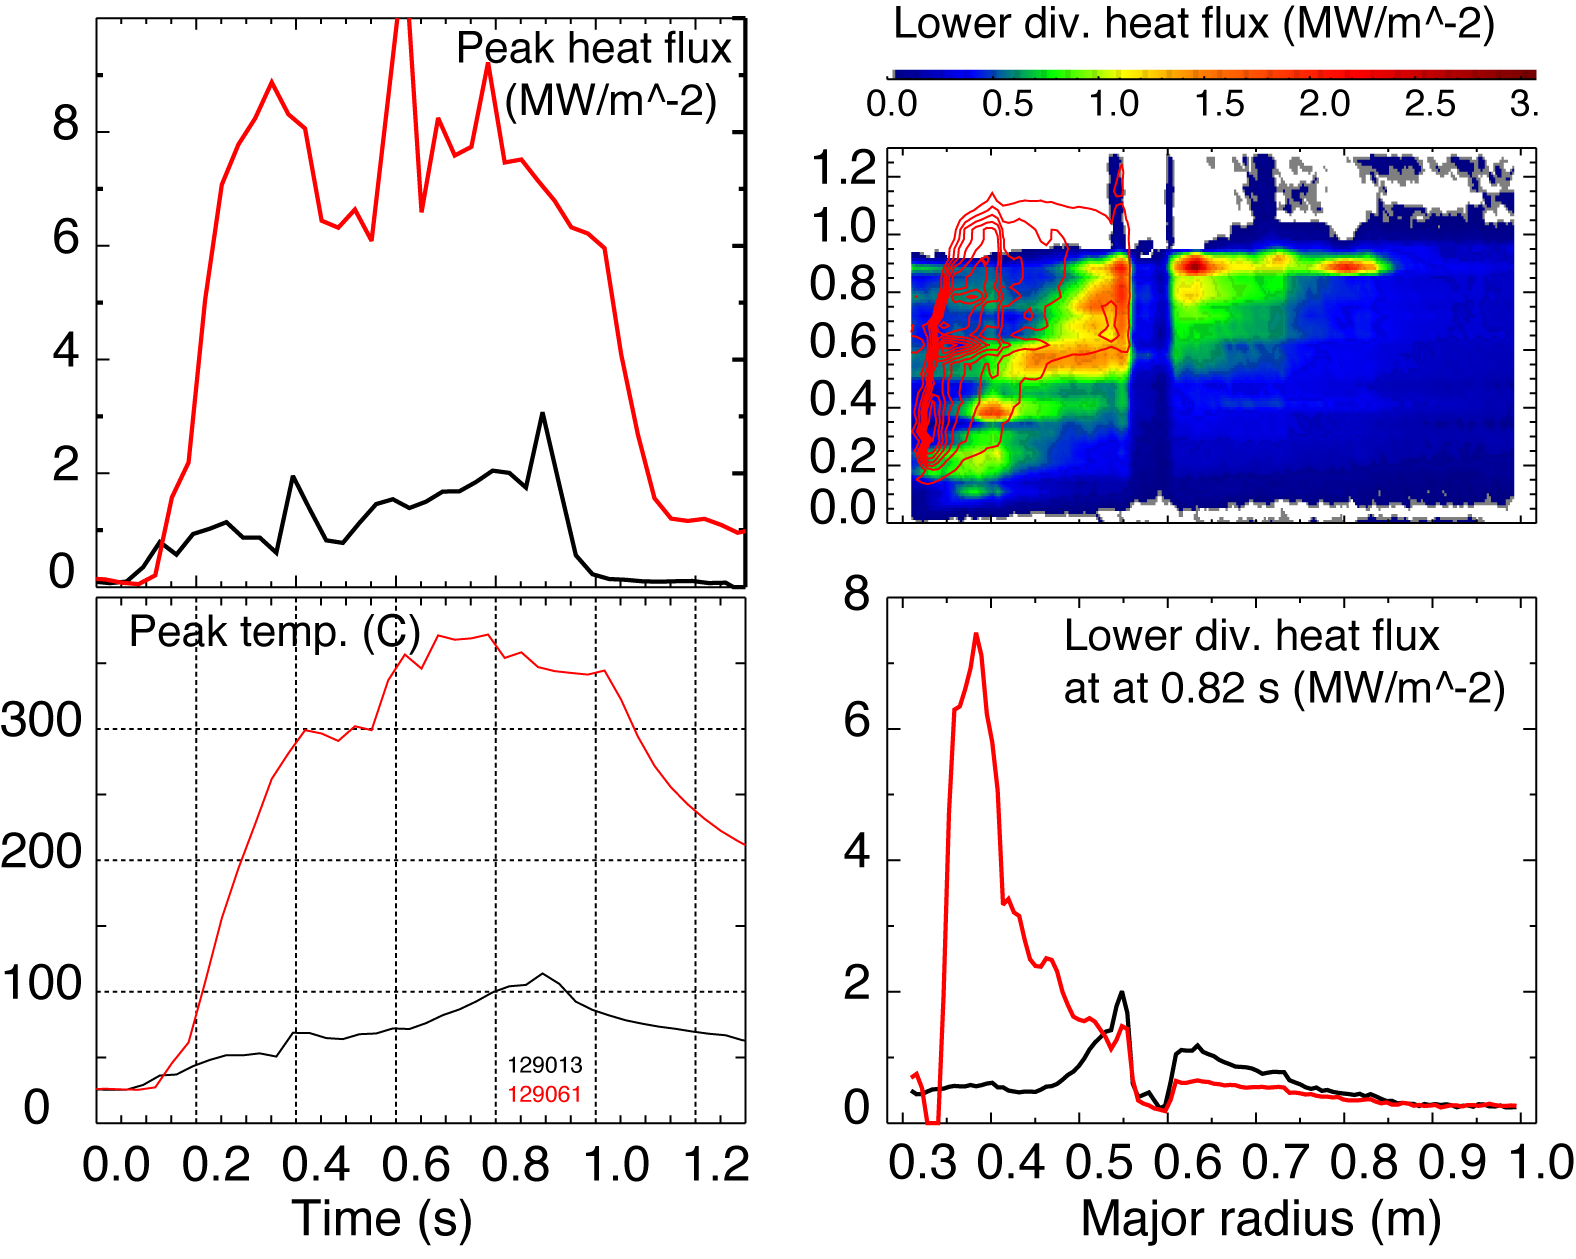 Peak heat flux
(MW/m^-2)
8
6
4
2
0
Lower div. heat flux (MW/m^-2)
0.0 0.5 1.0 1.5 2.0 2.5 3.
1.2
1.0
0.8
0.6
0.4
0.2
0.0
Peak temp. (C)
300
200
100
0
129013
129061
0.0 0.2 0.4 0.6 0.8 1.0 1.2
Time (s)
Lower div. heat flux
at at 0.82 s (MW/m^-2)
8
6
4
2
0
0.3 0.4 0.5 0.6 0.7 0.8 0.9 1.0
Major radius (m)